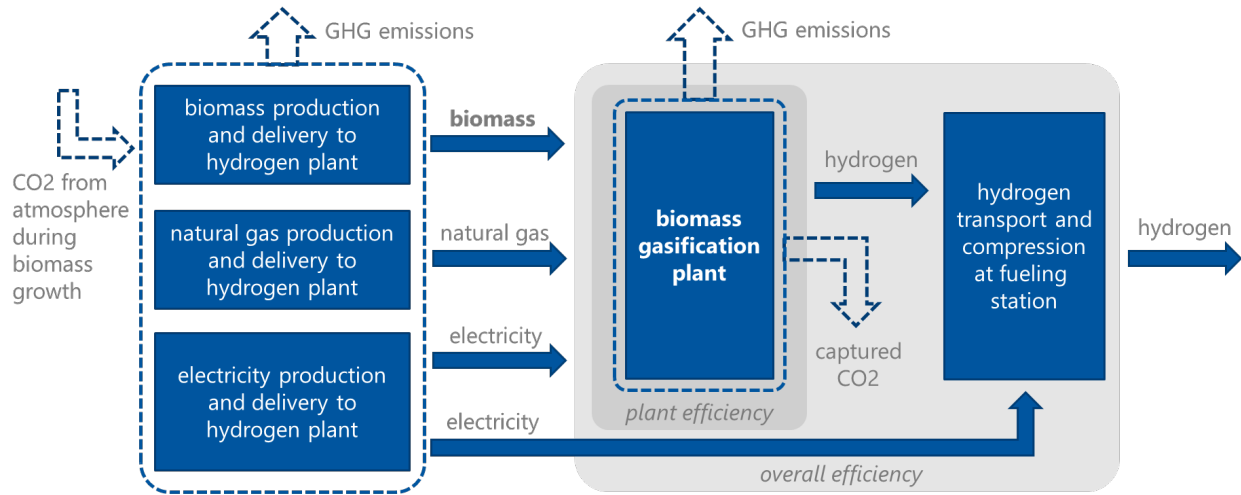 GHG emissions
GHG emissions
CO2 from
atmosphere
during
biomass
growth
biomass production
and delivery to
hydrogen plant
natural gas production
and delivery to
hydrogen plant
electricity production
and delivery to
hydrogen plant
biomass
natural gas
electricity
electricity
biomass
gasification
plant
plant efficiency
hydrogen
captured
CO2
hydrogen
transport and
compression
at fueling
station
overall efficiency
hydrogen